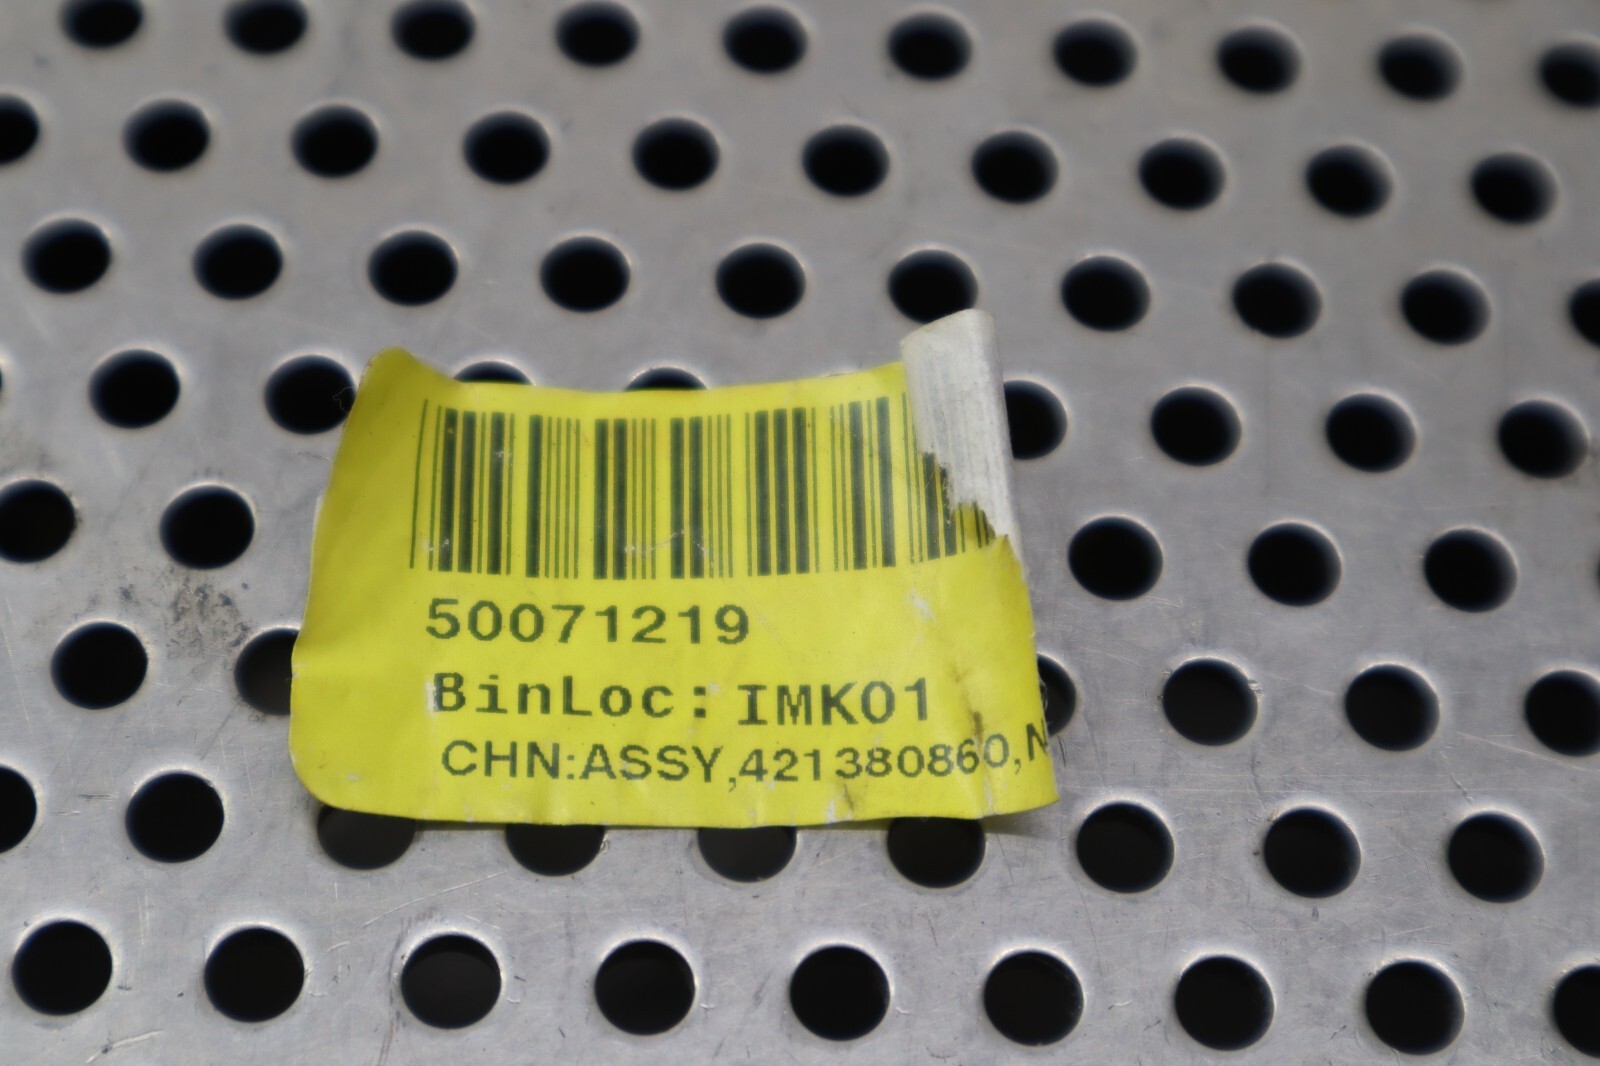 50071219
BinLoc: IMK01
CHN:ASSY,421380860,N